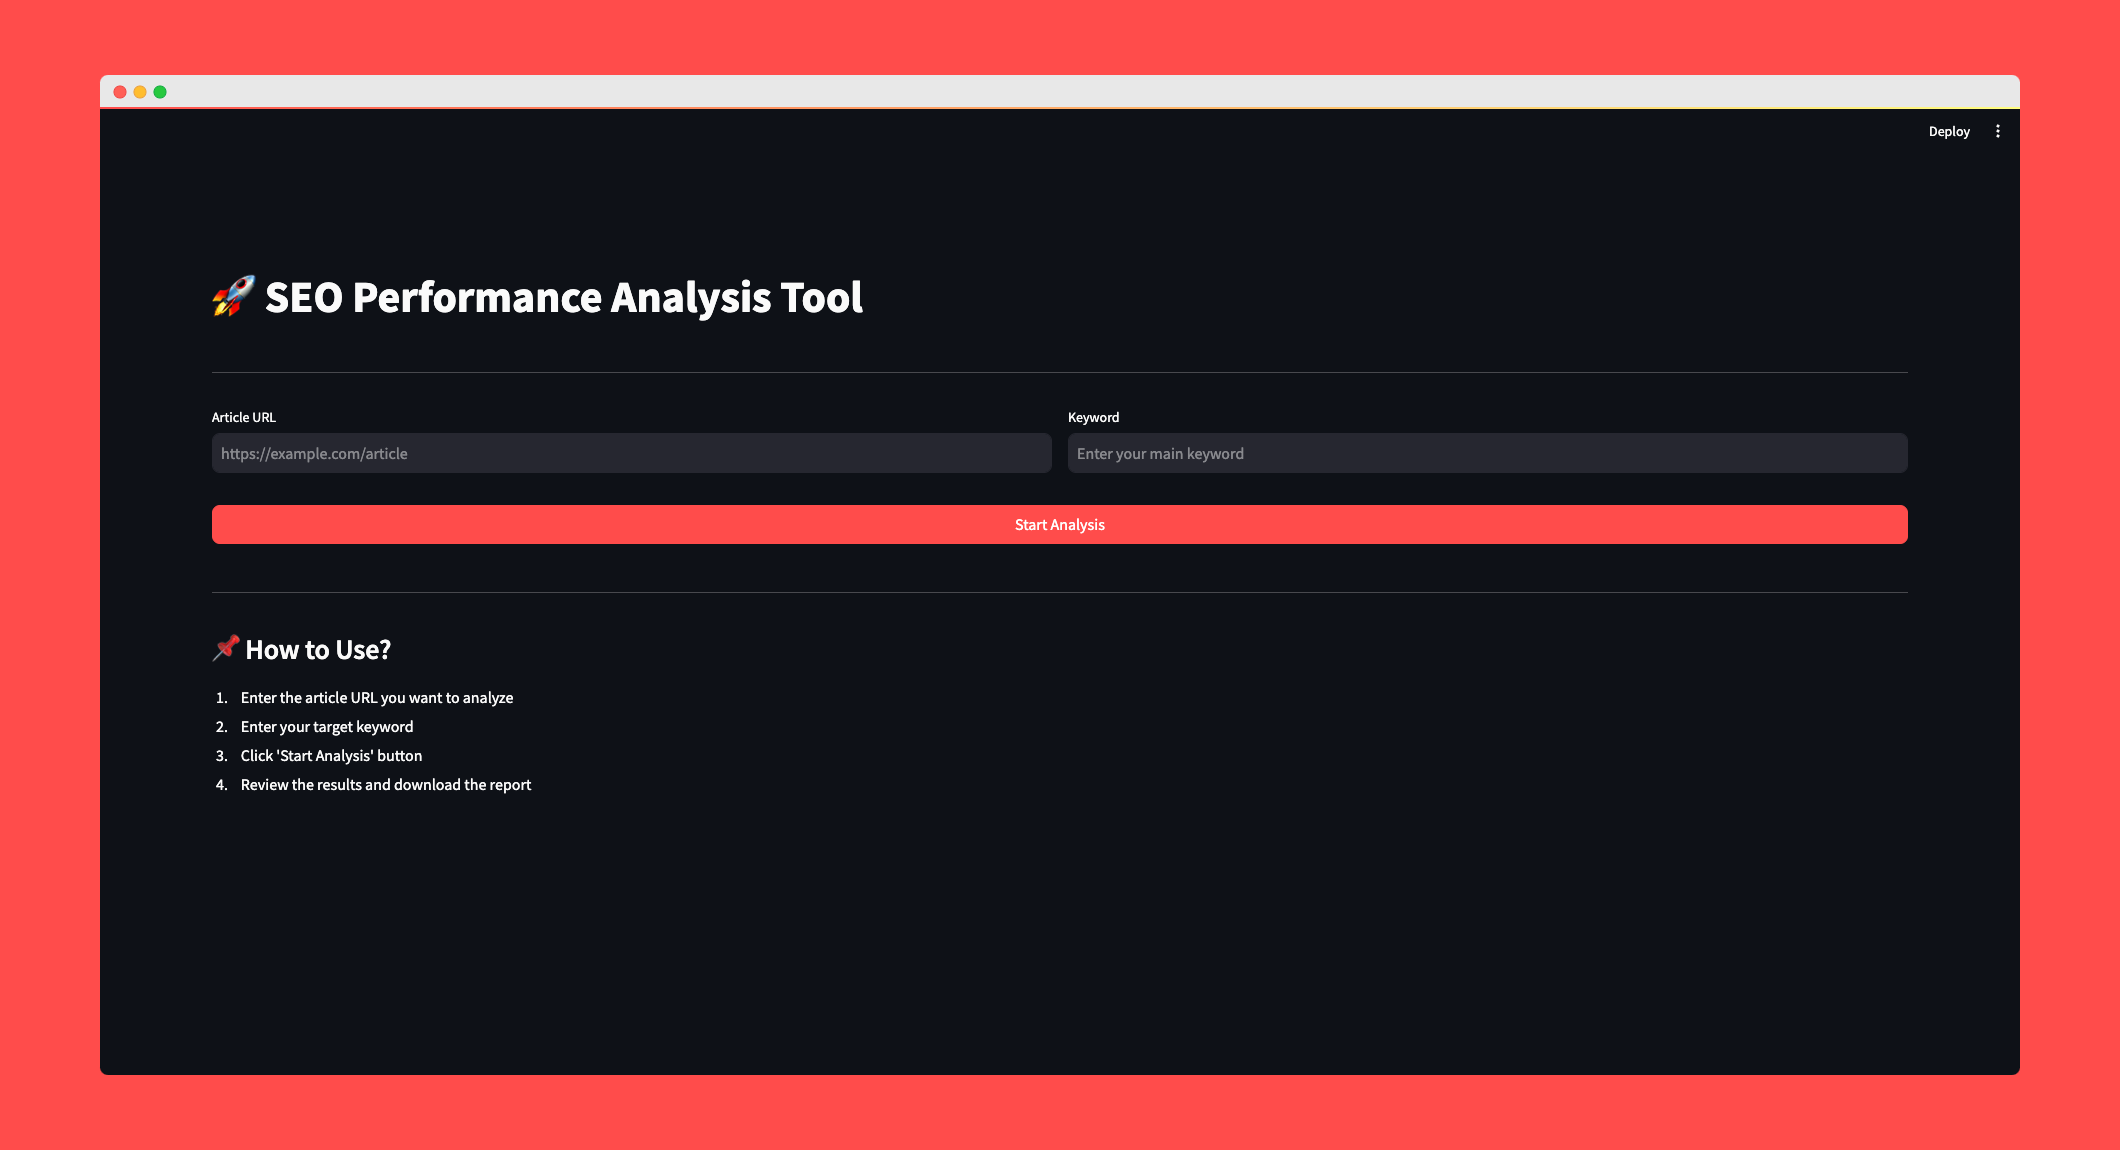 Deploy
🚀 SEO Performance Analysis Tool
Article URL
Keyword
https://example.com/article
Enter your main keyword
Start Analysis
📌 How to Use?
1. Enter the article URL you want to analyze
2. Enter your target keyword
3. Click 'Start Analysis' button
4. Review the results and download the report